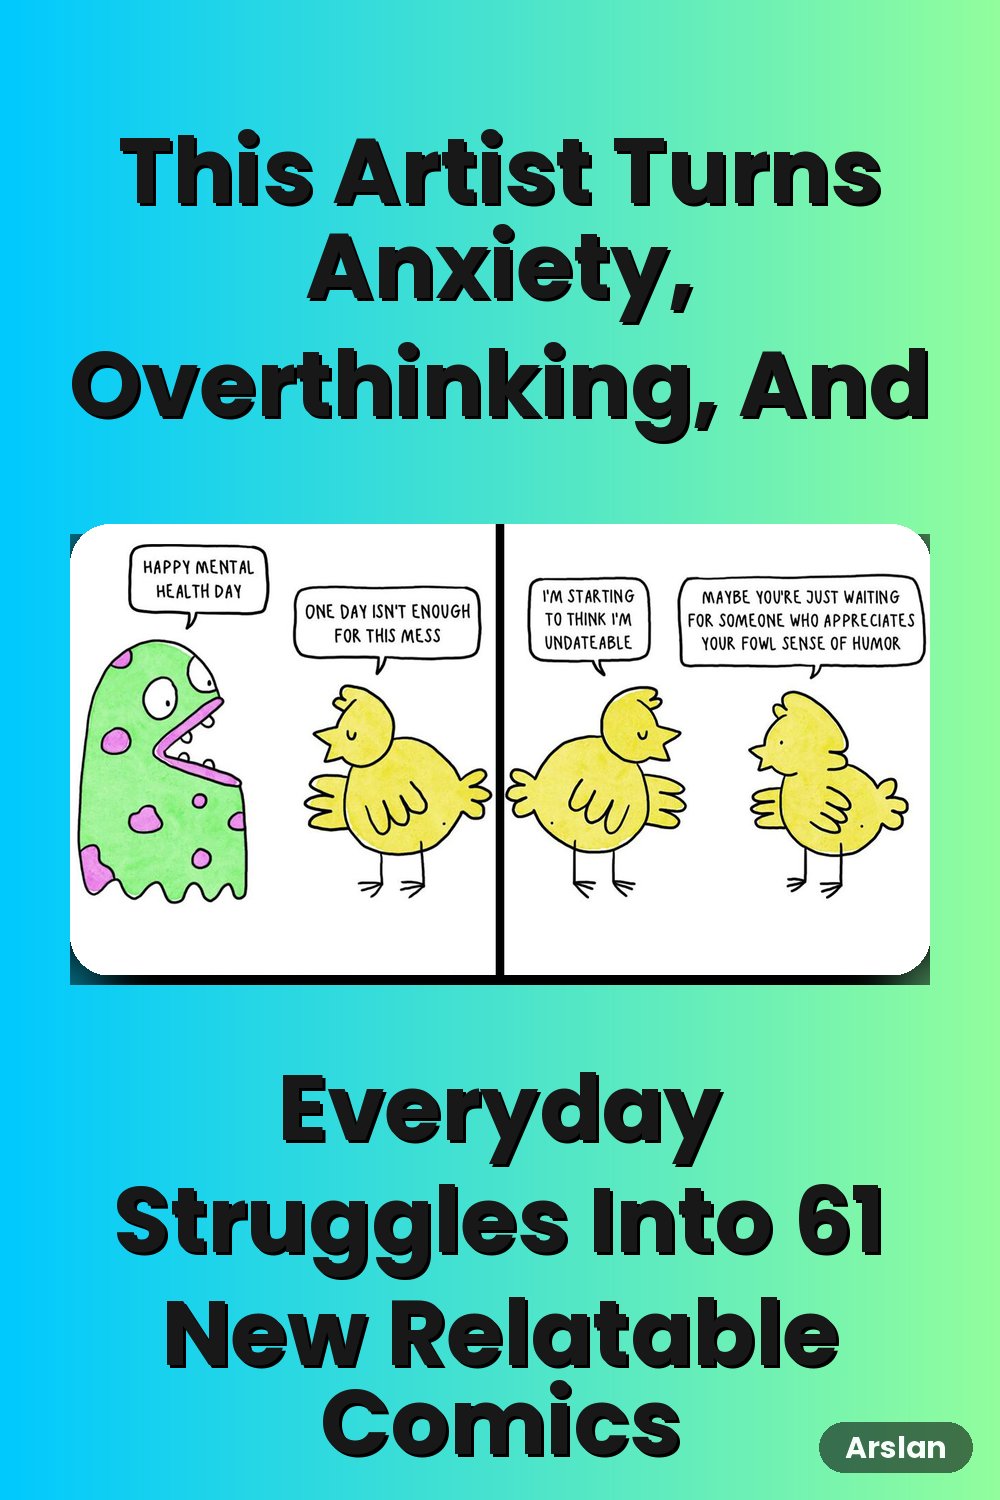 This Artist Turns
Anxiety,
Overthinking, And
HAPPY MENTAL
HEALTH DAY
ONE DAY ISN'T ENOUGH
FOR THIS MESS
I'M STARTING
TO THINK I'M
UNDATEABLE
MAYBE YOU'RE JUST WAITING
FOR SOMEONE WHO APPRECIATES
YOUR FOWL SENSE OF HUMOR
Everyday
Struggles Into 61
New Relatable
Comics
Arslan